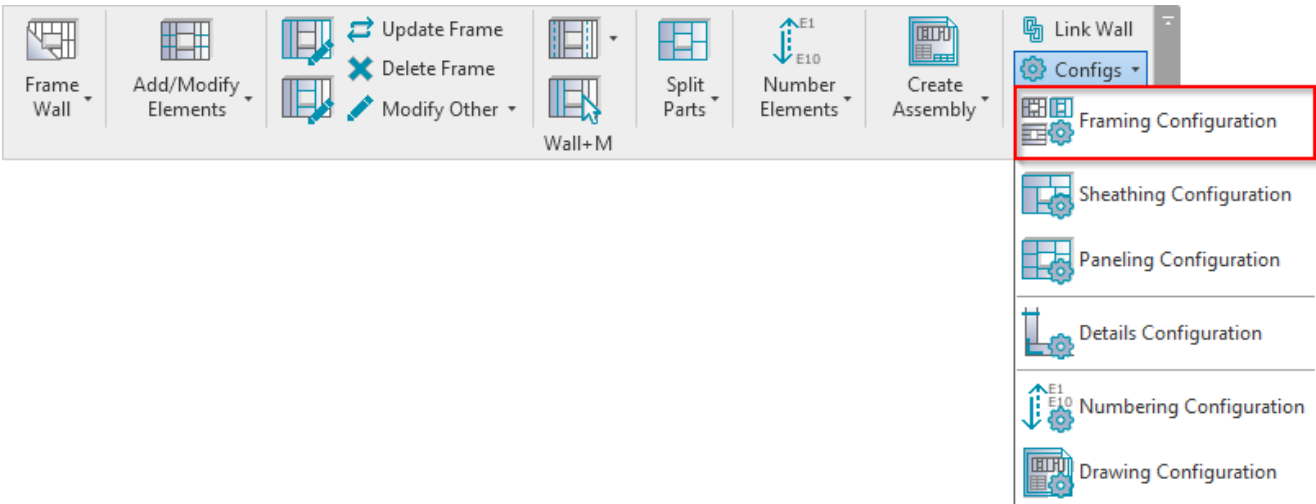 Frame
Wall
Add/Modify
Elements
Update Frame
Delete Frame
Modify Other
Wall+M
Split
Parts
E1
E10
Number
Elements
Create
Assembly
Link Wall
Configs
Framing Configuration
Sheathing Configuration
Paneling Configuration
Details Configuration
E1
E10
Numbering Configuration
Drawing Configuration